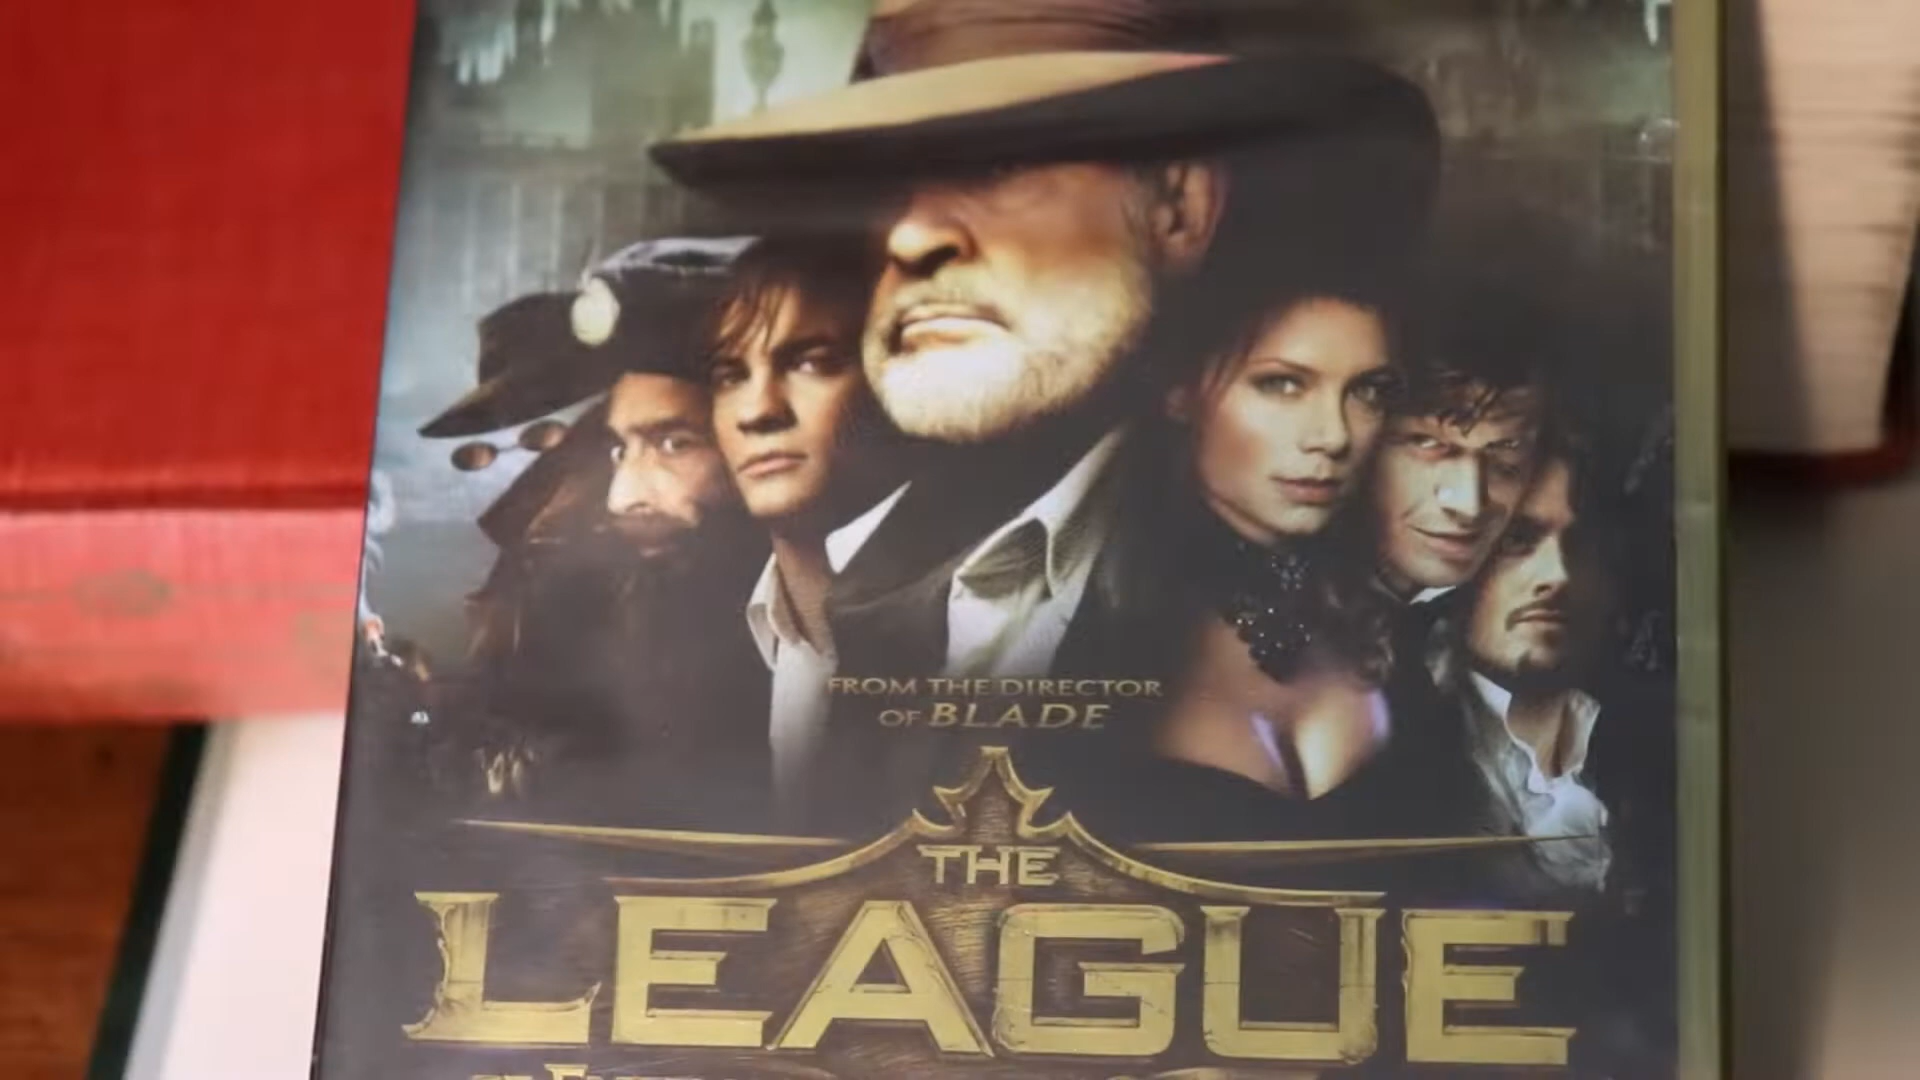 FROM THE DIRECTOR
OF BLADE
THE
LEAGUE